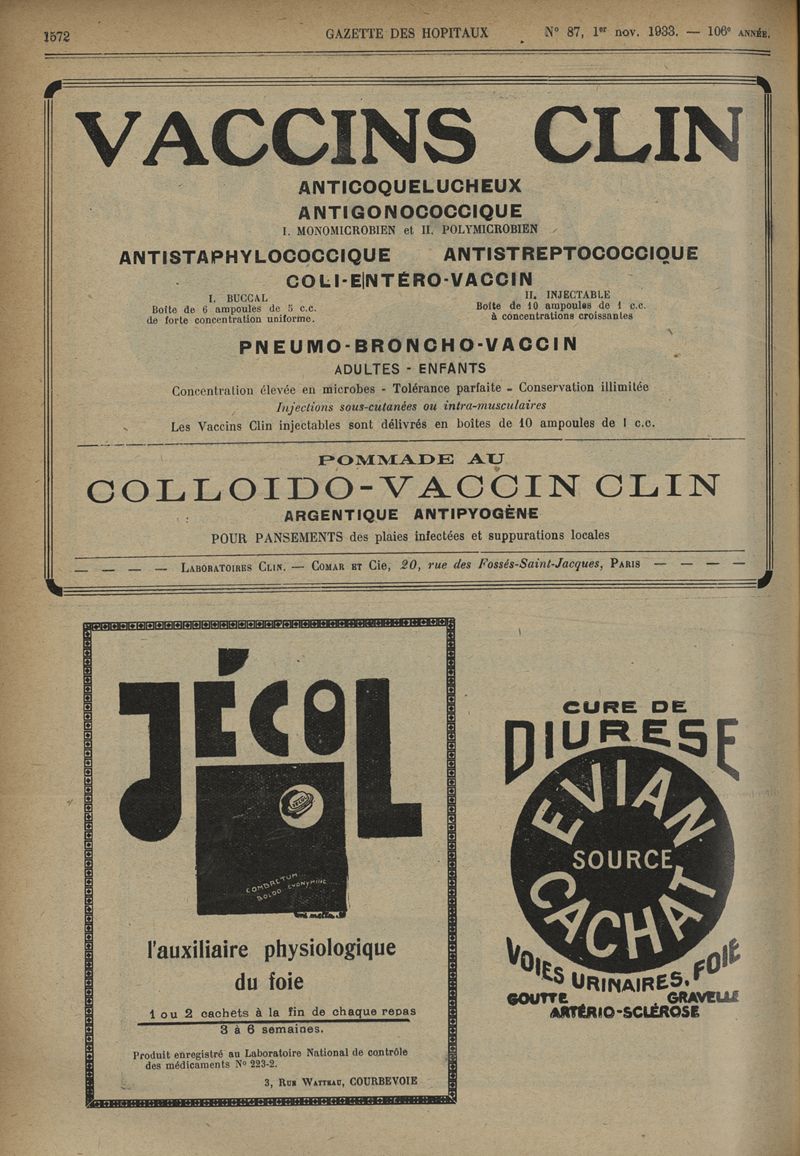 1572 GAZETTE DES HOPITAUX N° 87, 1er nov. 1933. — 106e ANNÉE.
VACCINS CLIN
ANTICOQUELUCHEUX
ANTIGONOCOCCIQUE
I. MONOMICROBIEN et II. POLYMICROBIEN
ANTISTAPHYLOCOCCIQUE ANTISTREPTOCOCCIQUE
COLI-ENTÉRO-VACCIN
I. BUCCAL
Boîte de 6 ampoules de 5 c.c.
de forte concentration uniforme.
II. INJECTABLE
Boîte de 10 ampoules de 1 c.c.
à concentrations croissantes
PNEUMO-BRONCHO-VACCIN
ADULTES - ENFANTS
Concentration élevée en microbes - Tolérance parfaite - Conservation illimitée
Injections sous-cutanées ou intra-musculaires
Les Vaccins Clin injectables sont délivrés en boîtes de 10 ampoules de 1 c.c.
POMMADE AU
COLLOIDO-VACCIN CLIN
ARGENTIQUE ANTIPYOGÈNE
POUR PANSEMENTS des plaies infectées et suppurations locales
— — — — LABORATOIRES CLIN. — COMAR ET Cie, 20, rue des Fossés-Saint-Jacques, PARIS — — — —
JÉCOL
JECOL
COMBRETUM
BOLDO EVONYMINE
l'auxiliaire physiologique
du foie
1 ou 2 cachets à la fin de chaque repas
3 à 6 semaines.
Produit enregistré au Laboratoire National de contrôle
des médicaments N° 223-2.
3, RUE WATTEAU, COURBEVOIE
CURE DE
DIURESE
EVIAN
SOURCE
CACHAT
VOIES URINAIRES. FOIE
GOUTTE GRAVELLE
ARTÉRIO-SCLÉROSE